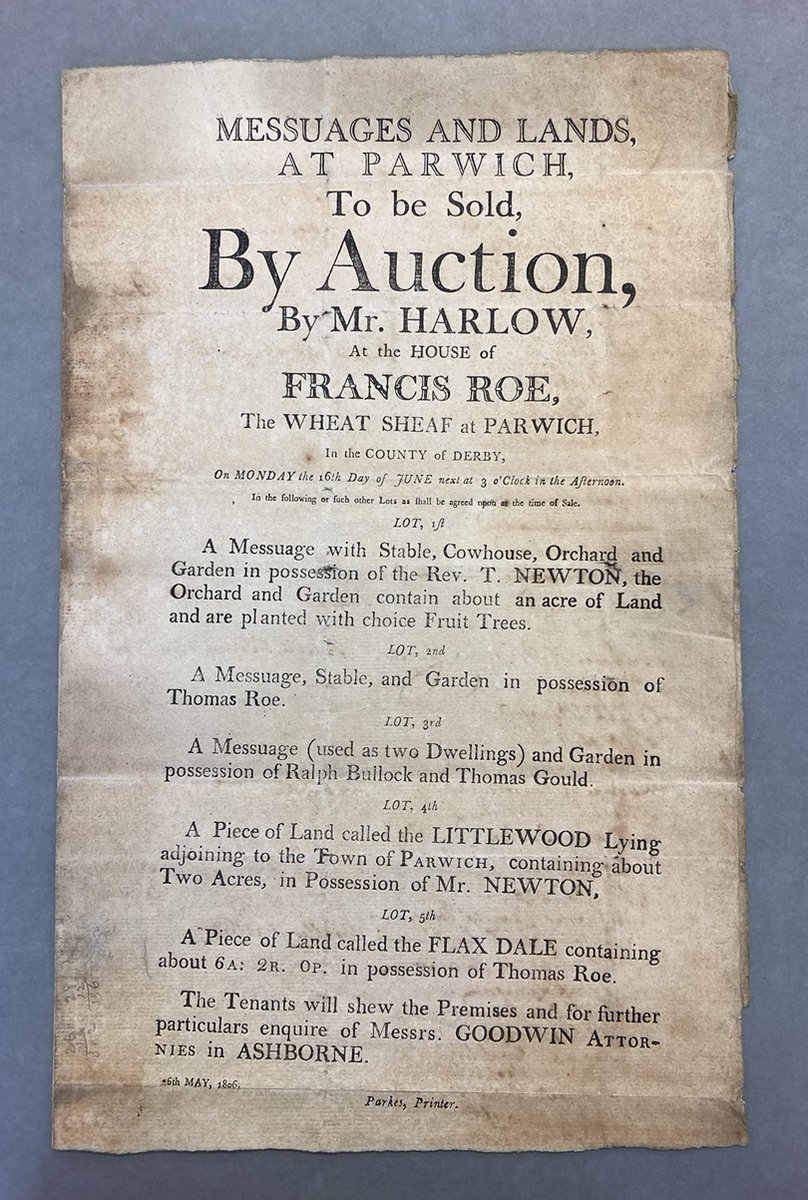 MESSUAGES AND LANDS,
AT PARWICH,
To be Sold,
By Auction,
By Mr. HARLOW,
At the HOUSE of
FRANCIS ROE,
The WHEAT SHEAF at PARWICH,
In the COUNTY of DERBY,
On MONDAY the 16th Day of JUNE next at 3 o'Clock in the Afternoon.
In the following or ſuch other Lots as ſhall be agreed upon at the time of Sale.
LOT, 1ſt
A Messuage with Stable, Cowhouse, Orchard and
Garden in possession of the Rev. T. NEWTON, the
Orchard and Garden contain about an acre of Land
and are planted with choice Fruit Trees.
LOT, 2nd
A Messuage, Stable, and Garden in possession of
Thomas Roe.
LOT, 3rd
A Messuage (used as two Dwellings) and Garden in
possession of Ralph Bullock and Thomas Gould.
LOT, 4th
A Piece of Land called the LITTLEWOOD Lying
adjoining to the Town of PARWICH, containing about
Two Acres, in Possession of Mr. NEWTON,
LOT, 5th
A Piece of Land called the FLAX DALE containing
about 6A: 2R. 0P. in possession of Thomas Roe.
The Tenants will shew the Premises and for further
particulars enquire of Messrs. GOODWIN ATTOR-
NIES in ASHBORNE.
26th MAY, 1806.
Parkes, Printer.